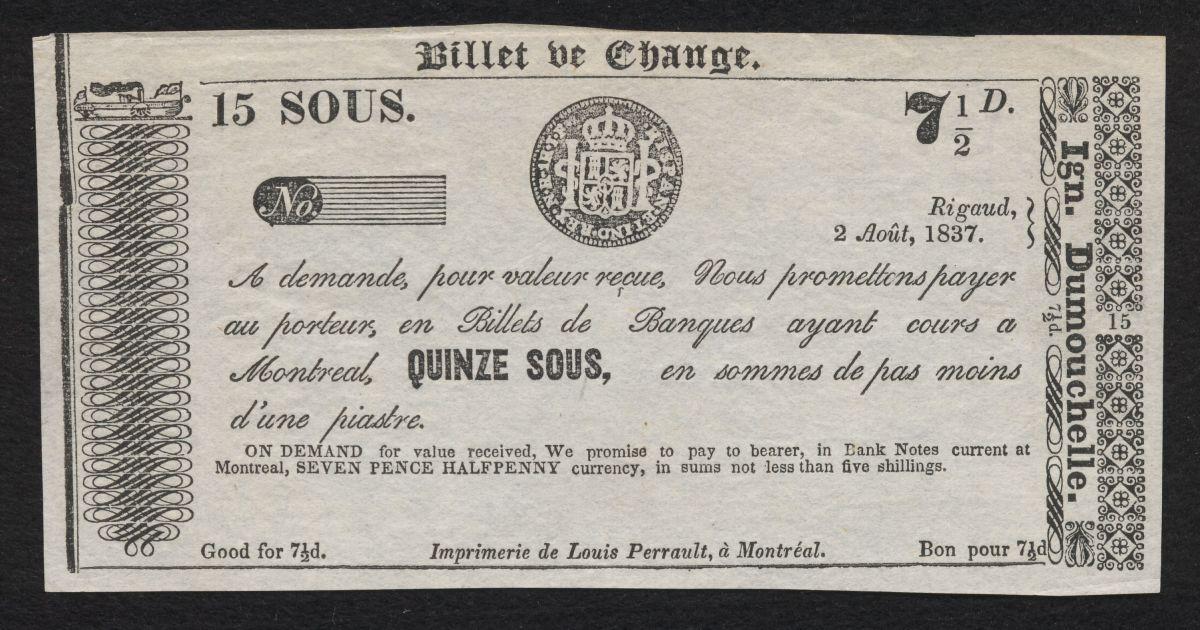 Billet de Change.
15 SOUS.
7 1/2 D.
No.
Rigaud,
2 Août, 1837.
A demande, pour valeur reçue, Nous promettons payer
au porteur, en Billets de Banques ayant cours a
Montreal, QUINZE SOUS, en sommes de pas moins
d'une piastre.
ON DEMAND for value received, We promise to pay to bearer, in Bank Notes current at
Montreal, SEVEN PENCE HALFPENNY currency, in sums not less than five shillings.
Good for 7½d.
Imprimerie de Louis Perrault, à Montréal.
Bon pour 7½d
7½d.
Ign. Dumouchelle.
15